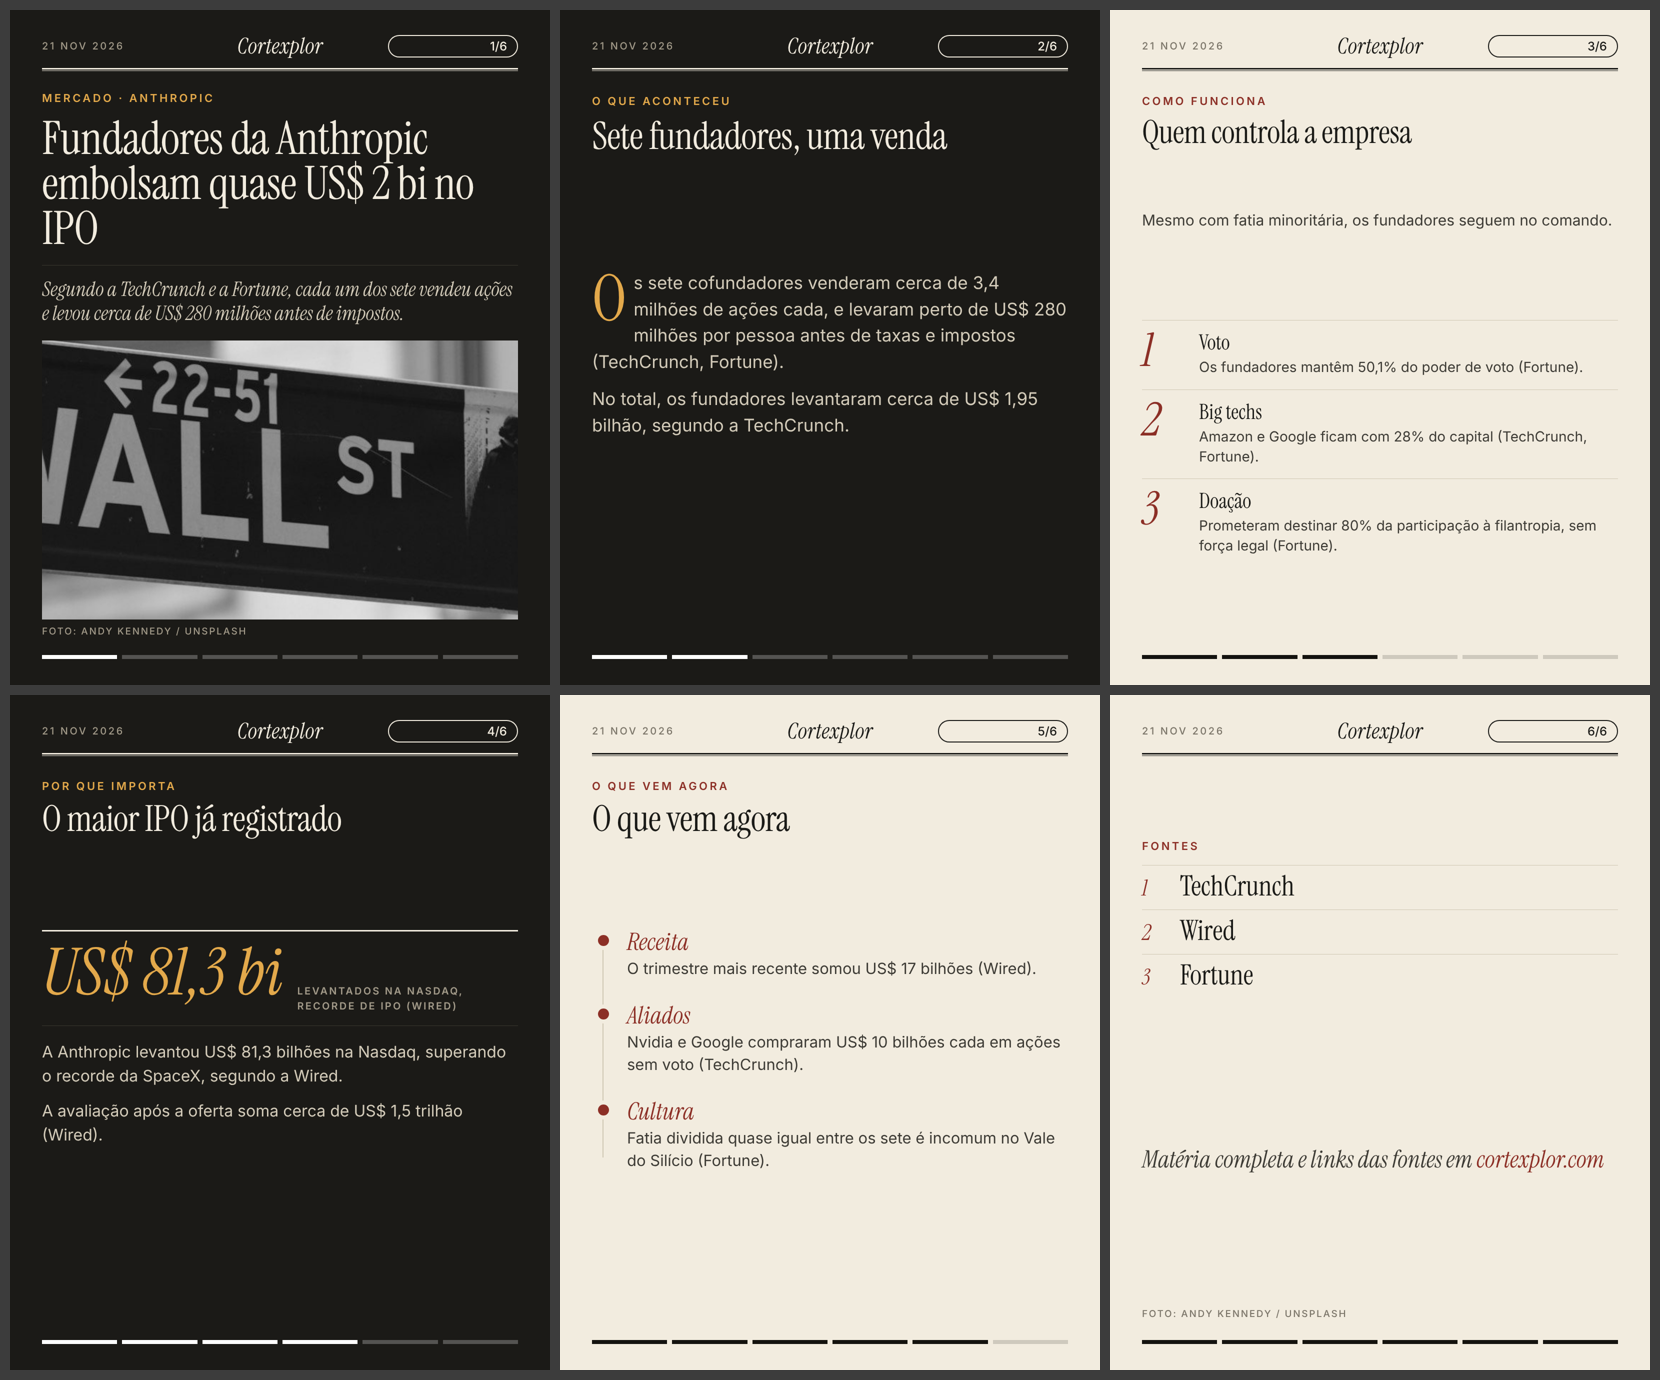 21 NOV 2026
Cortexplor
1/6
MERCADO · ANTHROPIC
Fundadores da Anthropic
embolsam quase US$ 2 bi no
IPO
Segundo a TechCrunch e a Fortune, cada um dos sete vendeu ações
e levou cerca de US$ 280 milhões antes de impostos.
←22-51
WALL ST
FOTO: ANDY KENNEDY / UNSPLASH
21 NOV 2026
Cortexplor
2/6
O QUE ACONTECEU
Sete fundadores, uma venda
Os sete cofundadores venderam cerca de 3,4
milhões de ações cada, e levaram perto de US$ 280
milhões por pessoa antes de taxas e impostos
(TechCrunch, Fortune).
No total, os fundadores levantaram cerca de US$ 1,95
bilhão, segundo a TechCrunch.
21 NOV 2026
Cortexplor
3/6
COMO FUNCIONA
Quem controla a empresa
Mesmo com fatia minoritária, os fundadores seguem no comando.
1
Voto
Os fundadores mantêm 50,1% do poder de voto (Fortune).
2
Big techs
Amazon e Google ficam com 28% do capital (TechCrunch,
Fortune).
3
Doação
Prometeram destinar 80% da participação à filantropia, sem
força legal (Fortune).
21 NOV 2026
Cortexplor
4/6
POR QUE IMPORTA
O maior IPO já registrado
US$ 81,3 bi
LEVANTADOS NA NASDAQ,
RECORDE DE IPO (WIRED)
A Anthropic levantou US$ 81,3 bilhões na Nasdaq, superando
o recorde da SpaceX, segundo a Wired.
A avaliação após a oferta soma cerca de US$ 1,5 trilhão
(Wired).
21 NOV 2026
Cortexplor
5/6
O QUE VEM AGORA
O que vem agora
Receita
O trimestre mais recente somou US$ 17 bilhões (Wired).
Aliados
Nvidia e Google compraram US$ 10 bilhões cada em ações
sem voto (TechCrunch).
Cultura
Fatia dividida quase igual entre os sete é incomum no Vale
do Silício (Fortune).
21 NOV 2026
Cortexplor
6/6
FONTES
1 TechCrunch
2 Wired
3 Fortune
Matéria completa e links das fontes em cortexplor.com
FOTO: ANDY KENNEDY / UNSPLASH